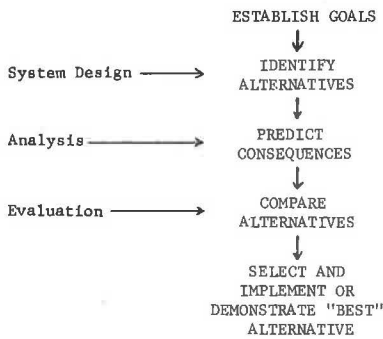 ESTABLISH GOALS
System Design
IDENTIFY
ALTERNATIVES
Analysis
PREDICT
CONSEQUENCES
Evaluation
COMPARE
ALTERNATIVES
SELECT AND
IMPLEMENT OR
DEMONSTRATE "BEST"
ALTERNATIVE